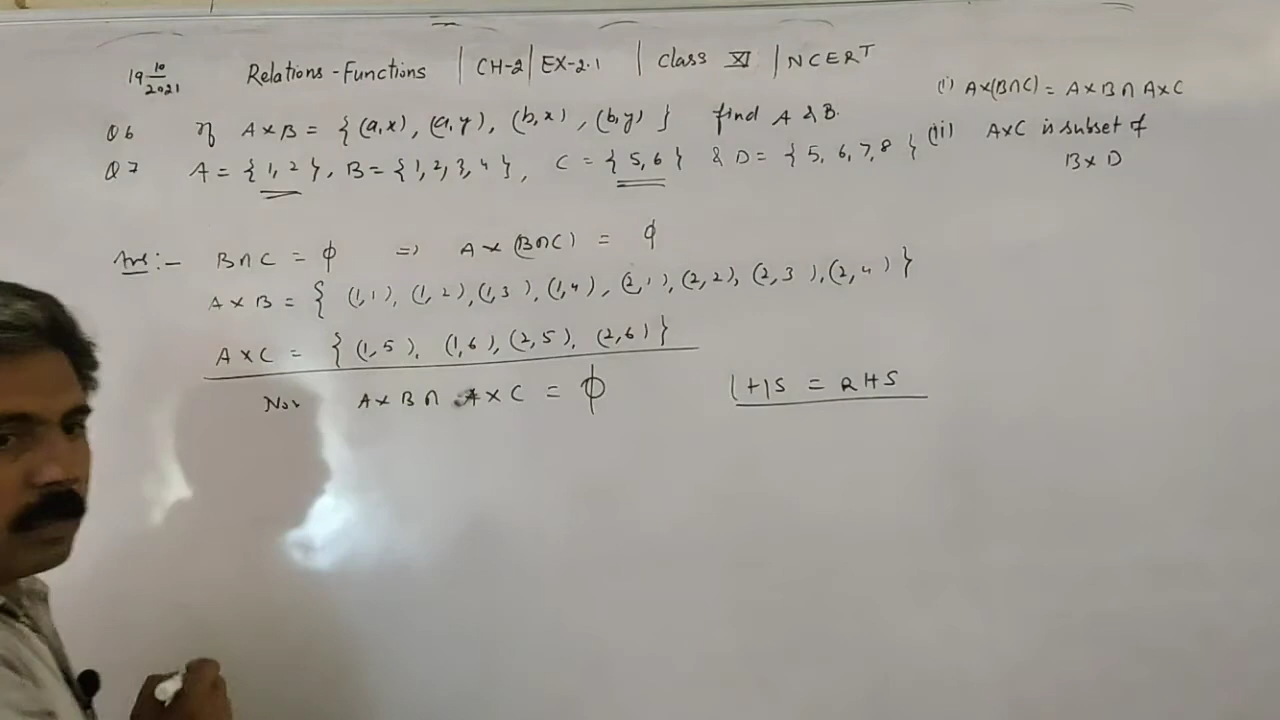 19 10/2021 Relations-Functions | CH-2 | EX-2.1 | Class XI | NCERT
Q6 If A×B = {(a,x), (a,y), (b,x), (b,y)} find A & B.
Q7 A = {1,2}, B = {1,2,3,4}, C = {5,6} & D = {5,6,7,8}
(i) A×(B∩C) = A×B∩A×C
(ii) A×C is subset of
B×D
Ans:- B∩C = ϕ ⇒ A×(B∩C) = ϕ
A×B = {(1,1), (1,2), (1,3), (1,4), (2,1), (2,2), (2,3), (2,4)}
A×C = {(1,5), (1,6), (2,5), (2,6)}
Now A×B∩A×C = ϕ LHS = RHS